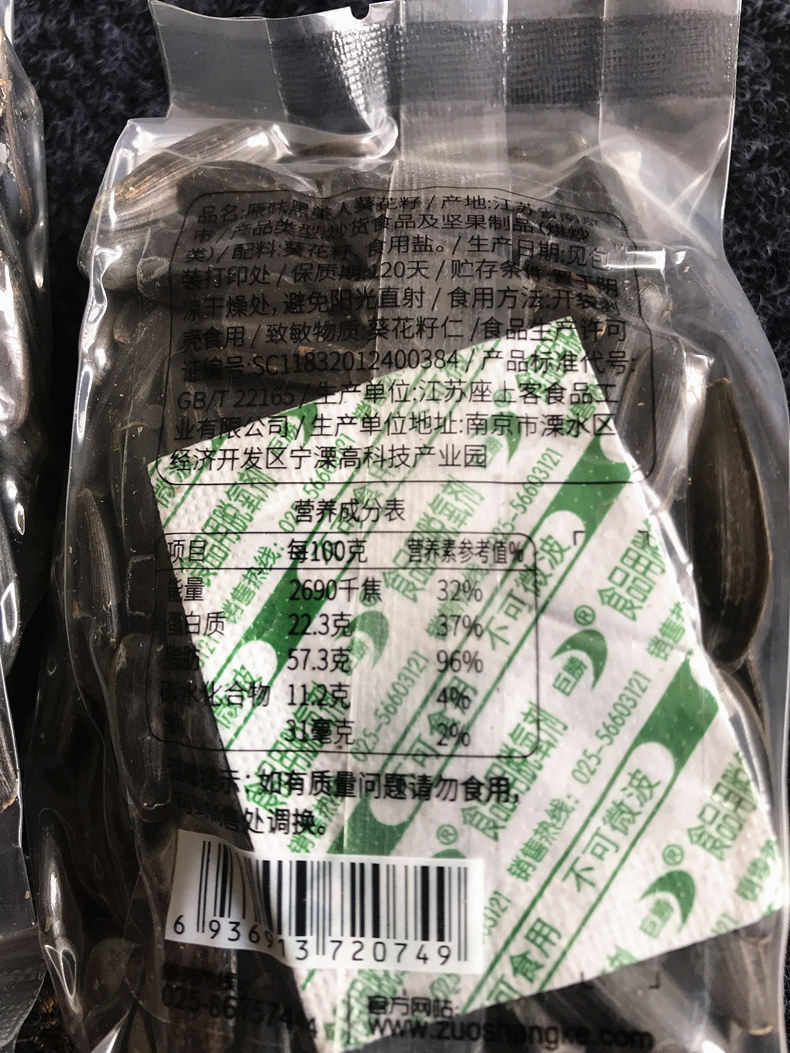 品名:原味黑美人葵花籽 / 产地:江苏省南京
市 / 产品类型:炒货食品及坚果制品(烘炒
类) / 配料:葵花籽、食用盐。 / 生产日期:见包
装打印处 / 保质期:120天 / 贮存条件:置于阴
凉干燥处,避免阳光直射 / 食用方法:开袋
壳食用 / 致敏物质:葵花籽仁 / 食品生产许可
证编号:SC11832012400384 / 产品标准代号:
GB/T 22165 / 生产单位:江苏座上客食品工
业有限公司 / 生产单位地址:南京市溧水区
经济开发区宁溧高科技产业园
营养成分表
项目 每100克 营养素参考值%
能量 2690千焦 32%
蛋白质 22.3克 37%
脂肪 57.3克 96%
碳水化合物 11.2克 4%
31毫克 2%
提示:如有质量问题请勿食用,
处调换。
6 936913 720749
官方网站:
www.zuoshangke.com
食品用脱氧剂
销售热线: 025-56603121
不可食用 不可微波
巨鹏®